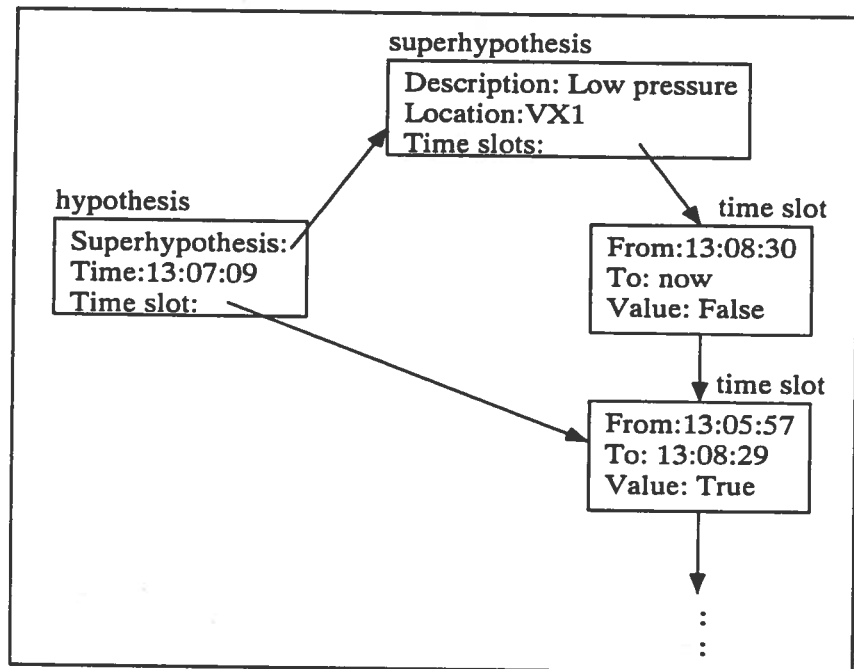 superhypothesis
Description: Low pressure
Location:VX1
Time slots:
hypothesis
Superhypothesis:
Time:13:07:09
Time slot:
time slot
From:13:08:30
To: now
Value: False
time slot
From:13:05:57
To: 13:08:29
Value: True